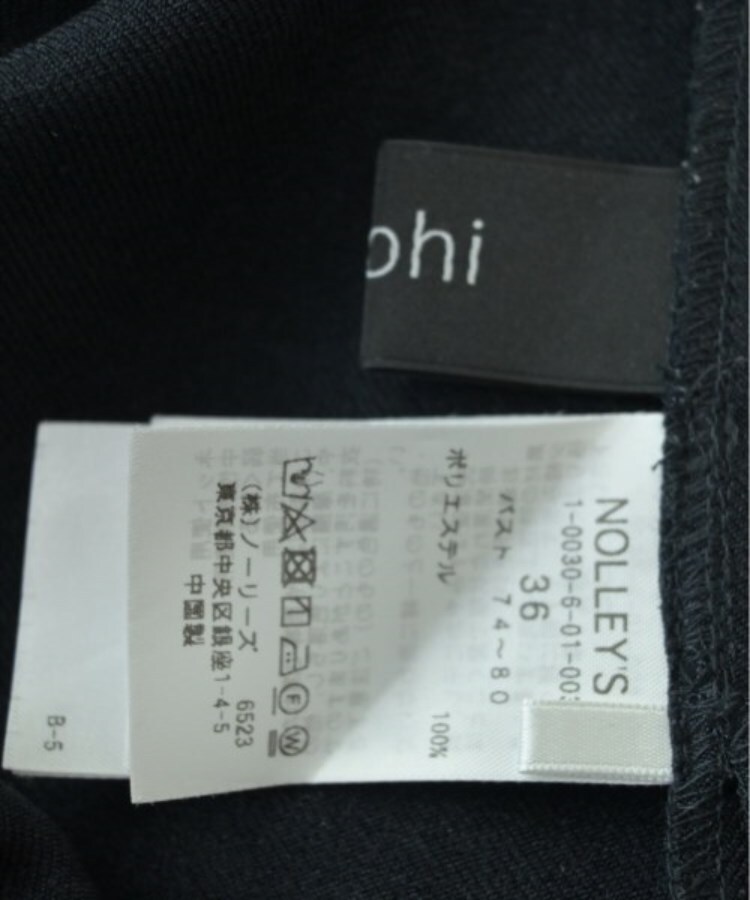 phi
NOLLEY'S
1-0030-6-01-003
36
バスト 74～80
ポリエステル 100%
(株)ノーリーズ 6523
東京都中央区銀座1-4-5
中国製
B-5